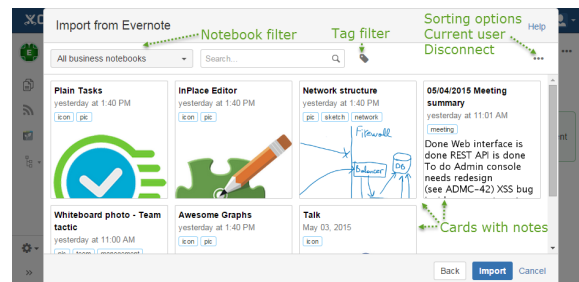 Import from Evernote
Notebook filter
Tag filter
Sorting options
Current user
Disconnect
Help
All business notebooks
Search...
Plain Tasks
yesterday at 1:40 PM
icon pic
InPlace Editor
yesterday at 1:40 PM
icon pic
Network structure
yesterday at 1:40 PM
pic sketch network
Firewall
Balancer
DB
05/04/2015 Meeting
summary
yesterday at 11:01 AM
meeting
Done Web interface is
done REST API is done
To do Admin console
needs redesign
(see ADMC-42) XSS bug
Whiteboard photo - Team
tactic
yesterday at 11:00 AM
pic team management
Awesome Graphs
yesterday at 1:40 PM
icon pic
Talk
May 03, 2015
icon
Cards with notes
Back Import Cancel